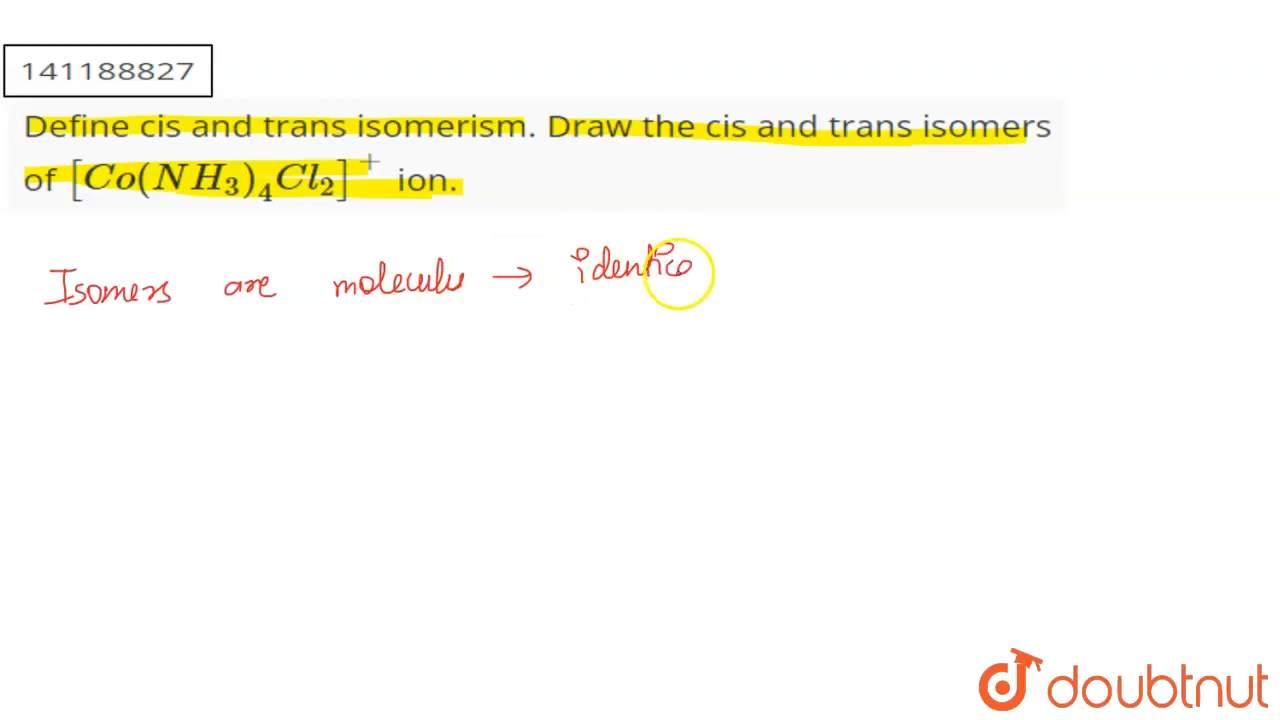 141188827
Define cis and trans isomerism. Draw the cis and trans isomers
of [Co(NH₃)₄Cl₂]⁺ ion.
Isomers are molecule → identica
doubtnut